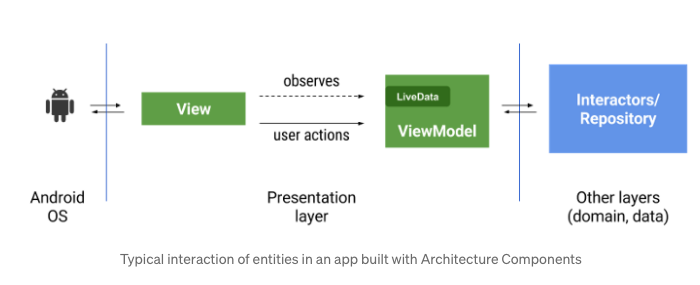 observes
LiveData
View
Interactors/
Repository
ViewModel
user actions
Android
OS
Presentation
layer
Other layers
(domain, data)
Typical interaction of entities in an app built with Architecture Components